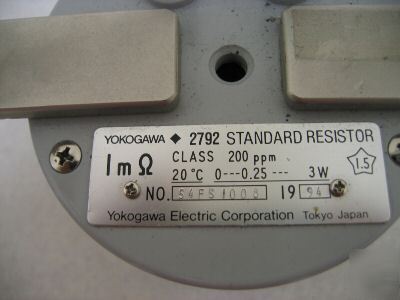 YOKOGAWA ◆ 2792 STANDARD RESISTOR
1mΩ CLASS 200 ppm 1.5
20°C 0---0.25--- 3W
NO. 19 94
Yokogawa Electric Corporation Tokyo Japan